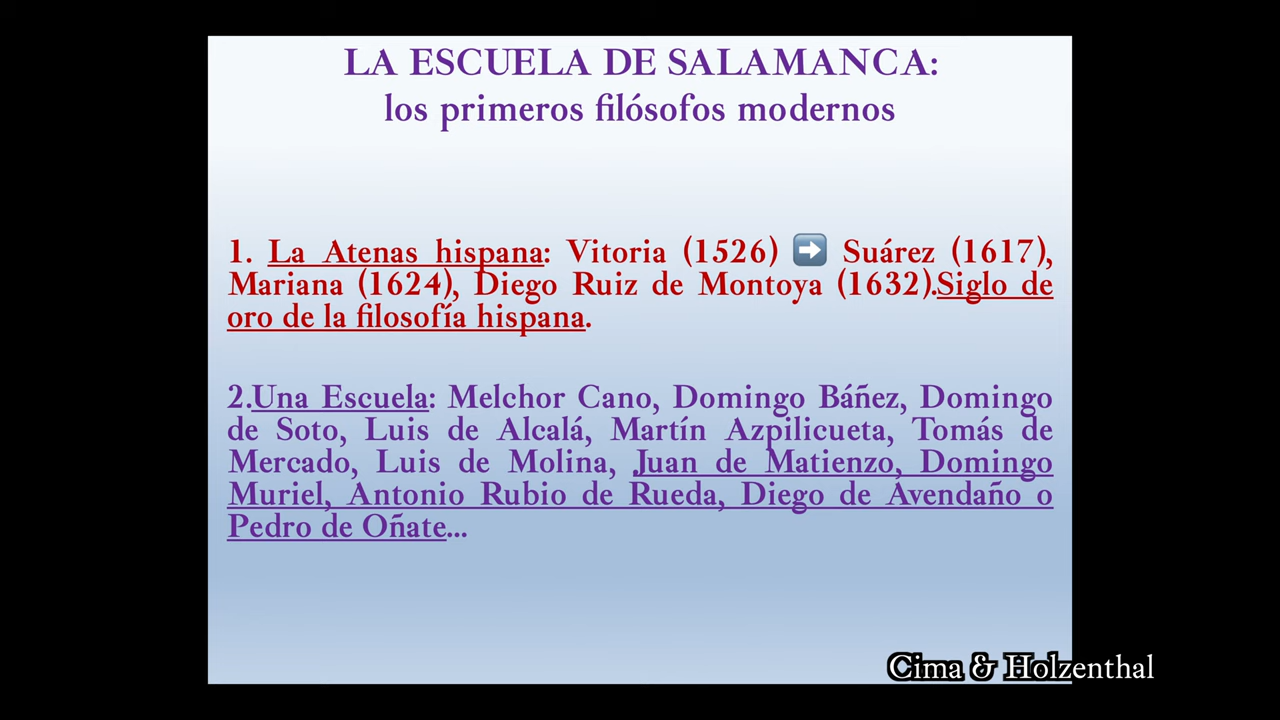 LA ESCUELA DE SALAMANCA:
los primeros filósofos modernos
1. La Atenas hispana: Vitoria (1526) ➡ Suárez (1617),
Mariana (1624), Diego Ruiz de Montoya (1632).Siglo de
oro de la filosofía hispana.
2.Una Escuela: Melchor Cano, Domingo Báñez, Domingo
de Soto, Luis de Alcalá, Martín Azpilicueta, Tomás de
Mercado, Luis de Molina, Juan de Matienzo, Domingo
Muriel, Antonio Rubio de Rueda, Diego de Avendaño o
Pedro de Oñate...
Cima & Holzenthal